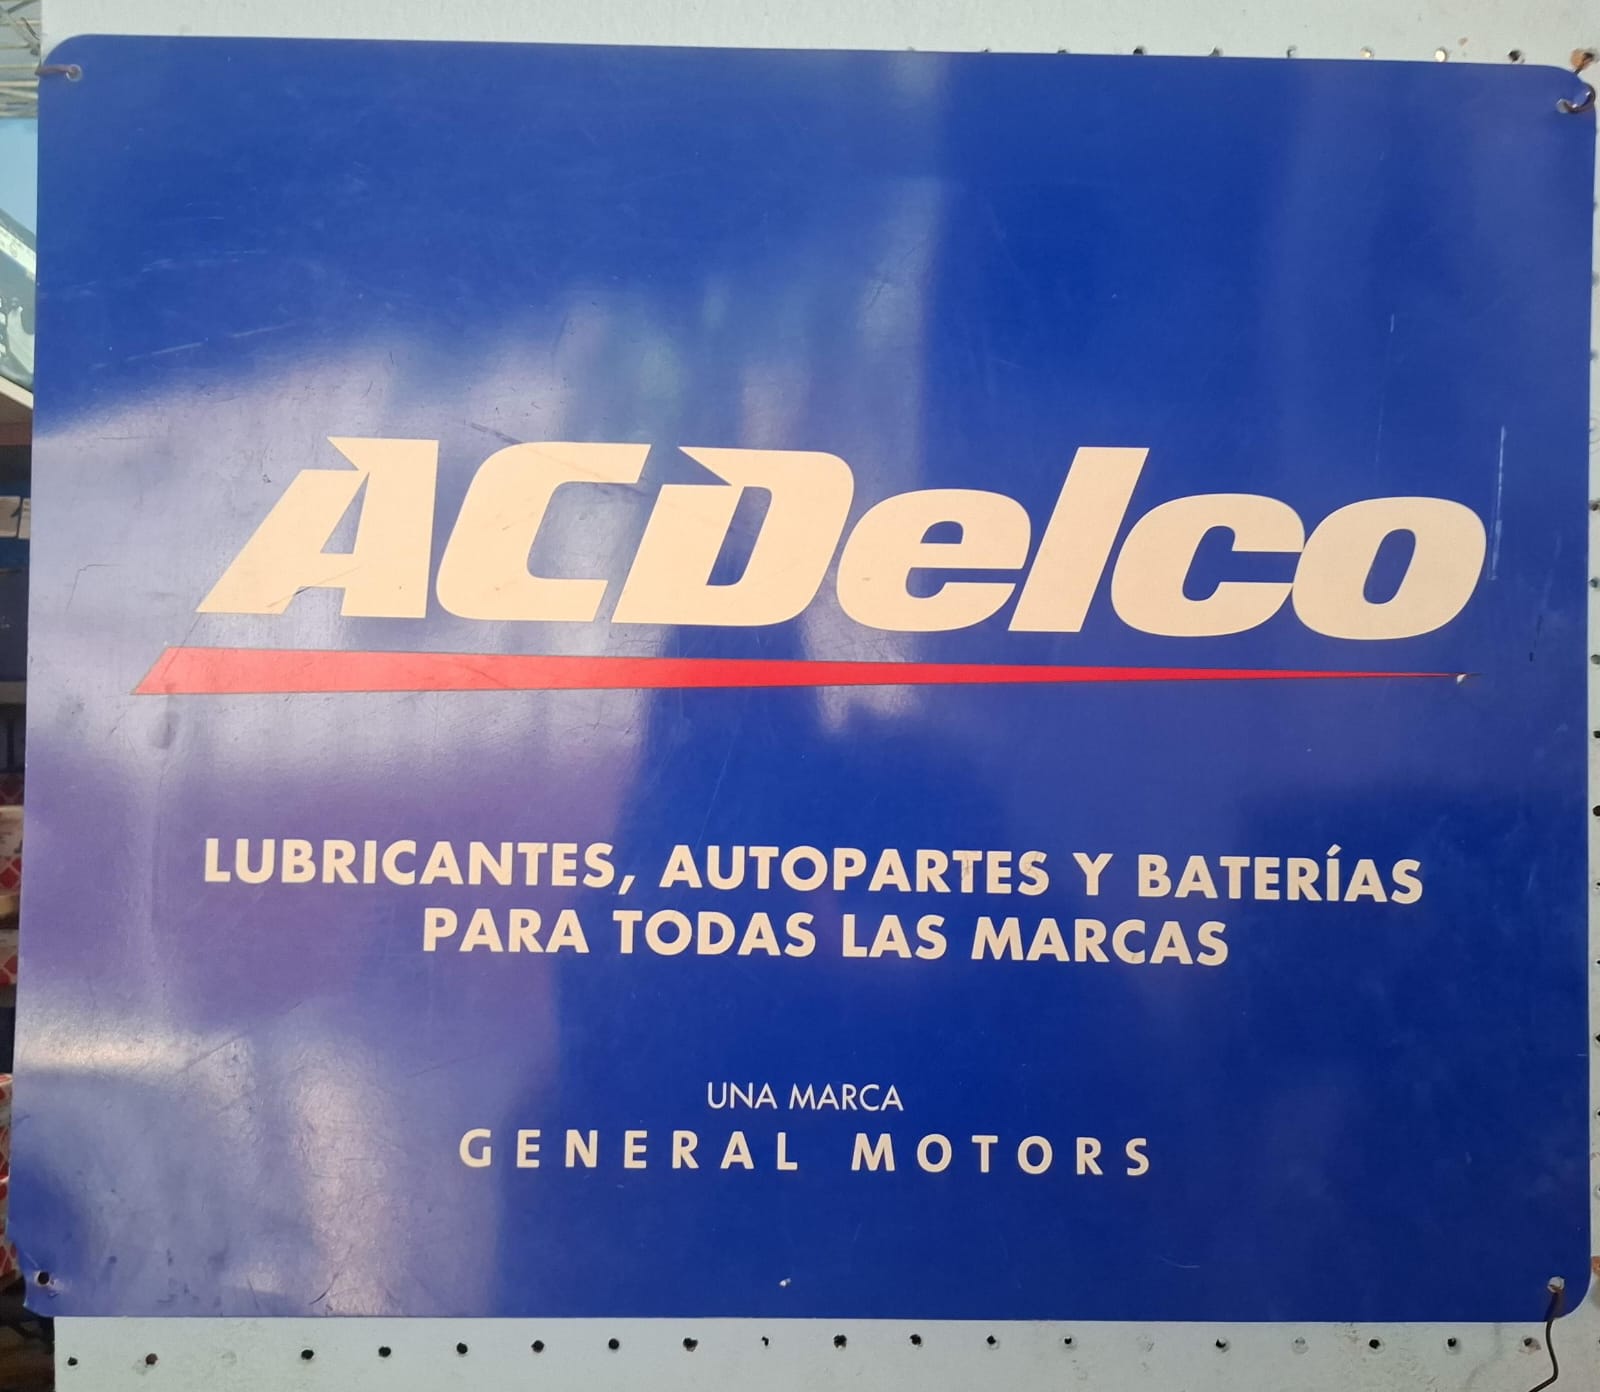 ACDelco
LUBRICANTES, AUTOPARTES Y BATERÍAS
PARA TODAS LAS MARCAS
UNA MARCA
GENERAL MOTORS